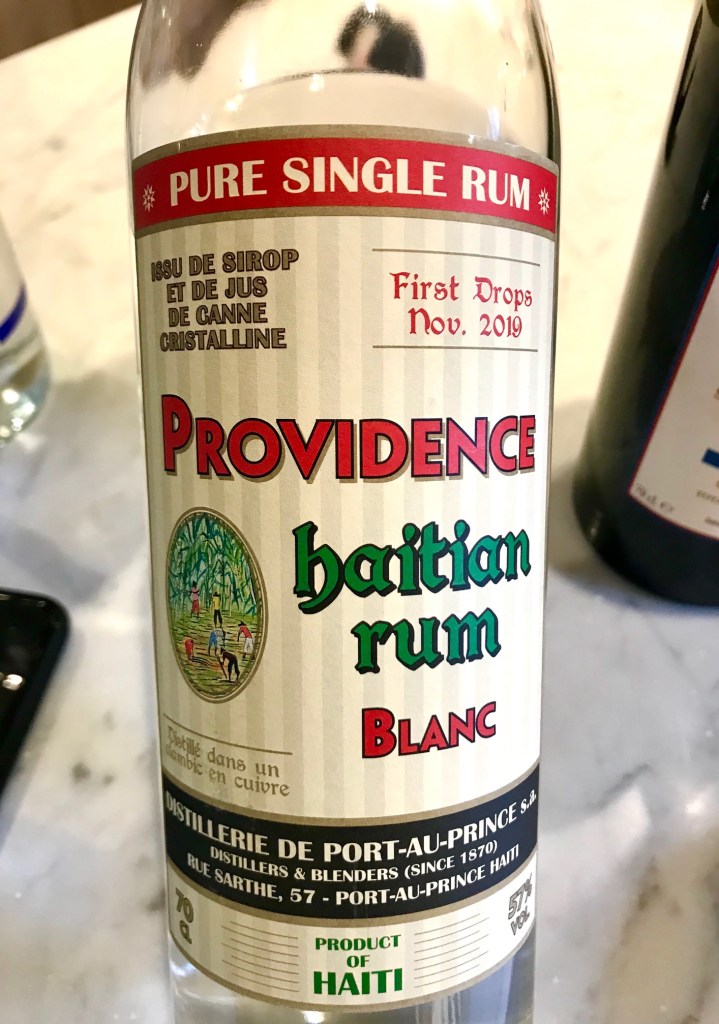 PURE SINGLE RUM
ISSU DE SIROP
ET DE JUS
DE CANNE
CRISTALLINE
First Drops
Nov. 2019
PROVIDENCE
haitian
rum
BLANC
Distillé dans un
alambic en cuivre
DISTILLERIE DE PORT-AU-PRINCE s.a.
DISTILLERS & BLENDERS (SINCE 1870)
RUE SARTHE, 57 - PORT-AU-PRINCE HAITI
70
cl
57%
VOL
PRODUCT
OF
HAITI